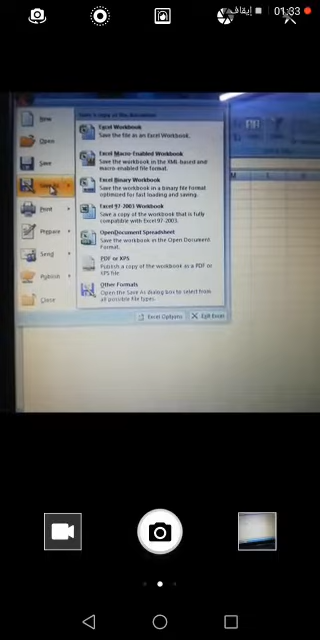 إيقاف
01:33
Save a copy of the document
New
Open
Save
Save As
Print
Prepare
Send
Publish
Close
Excel Workbook
Save the file as an Excel Workbook.
Excel Macro-Enabled Workbook
Save the workbook in the XML-based and
macro-enabled file format.
Excel Binary Workbook
Save the workbook in a binary file format
optimized for fast loading and saving.
Excel 97-2003 Workbook
Save a copy of the workbook that is fully
compatible with Excel 97-2003.
OpenDocument Spreadsheet
Save the workbook in the Open Document
Format.
PDF or XPS
Publish a copy of the workbook as a PDF or
XPS file.
Other Formats
Open the Save As dialog box to select from
all possible file types.
Excel Options
Exit Excel